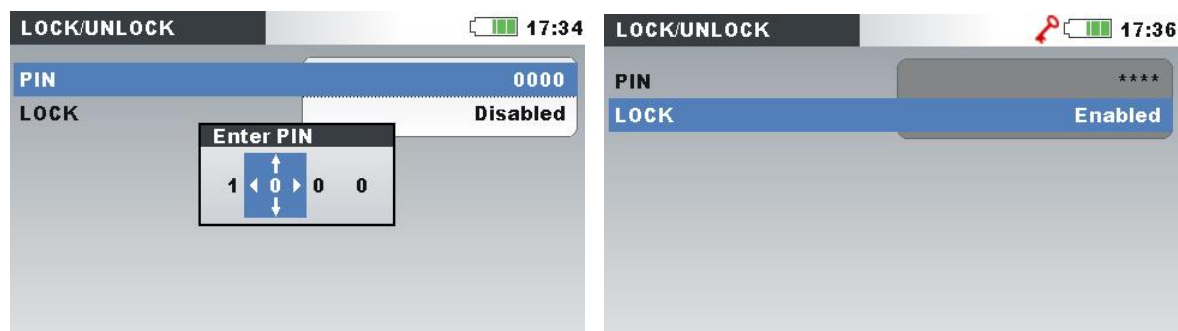 LOCK/UNLOCK 17:34
PIN 0000
LOCK Disabled
Enter PIN
1 0 0 0
LOCK/UNLOCK 17:36
PIN ****
LOCK Enabled